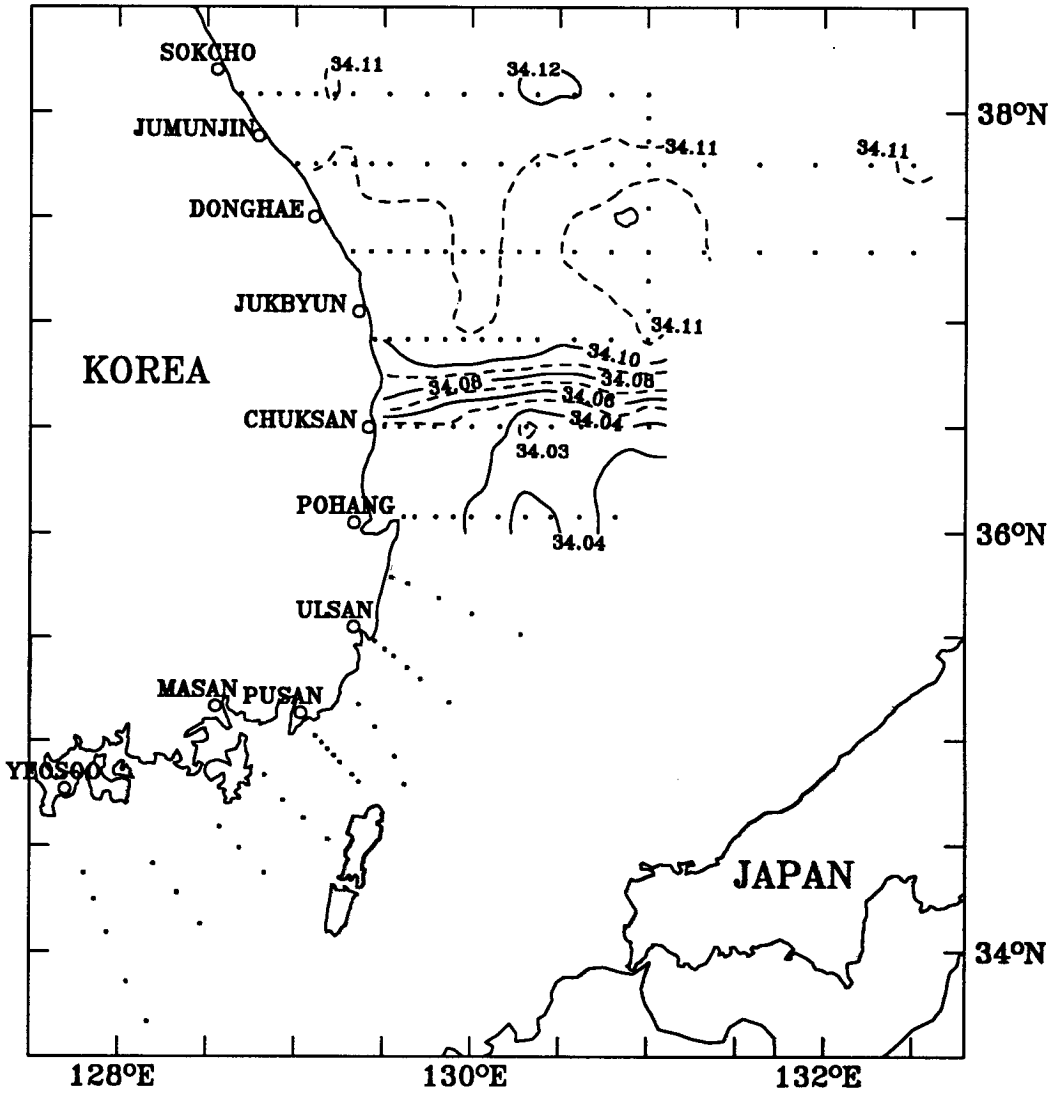 SOKCHO
34.11
34.12
38°N
JUMUNJIN
34.11
34.11
DONGHAE
JUKBYUN
34.11
34.10
KOREA
34.08
34.08
34.06
CHUKSAN
34.04
34.03
POHANG
34.04
36°N
ULSAN
MASAN
PUSAN
YEOSOO
JAPAN
34°N
128°E
130°E
132°E